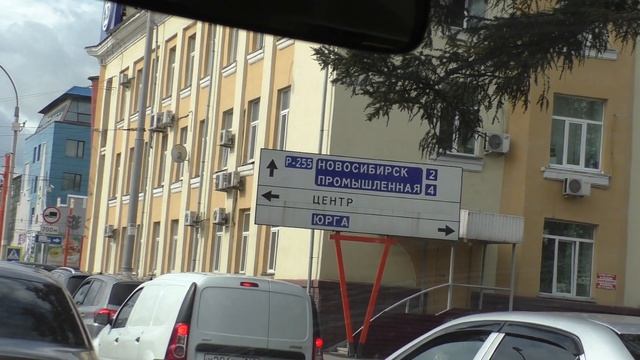 Р-255 НОВОСИБИРСК 2
ПРОМЫШЛЕННАЯ 4
ЦЕНТР
ЮРГА